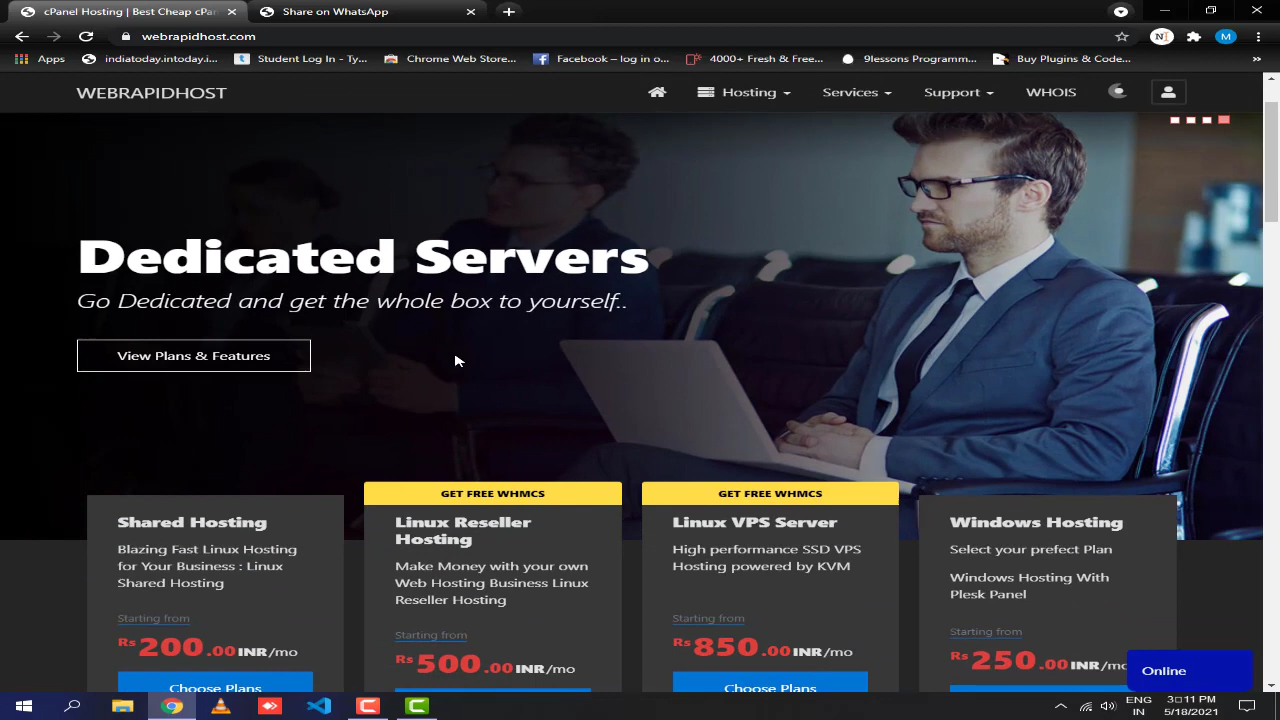 cPanel Hosting | Best Cheap cPan
Share on WhatsApp
webrapidhost.com
N
M
Apps
indiatoday.intoday.i...
Student Log In - Ty...
Chrome Web Store...
Facebook – log in o...
4000+ Fresh & Free...
9lessons Programm...
Buy Plugins & Code...
»
WEBRAPIDHOST
Hosting
Services
Support
WHOIS
Dedicated Servers
Go Dedicated and get the whole box to yourself..
View Plans & Features
Shared Hosting
Blazing Fast Linux Hosting
for Your Business : Linux
Shared Hosting
Starting from
Rs 200.00 INR/mo
Choose Plans
GET FREE WHMCS
Linux Reseller
Hosting
Make Money with your own
Web Hosting Business Linux
Reseller Hosting
Starting from
Rs 500.00 INR/mo
GET FREE WHMCS
Linux VPS Server
High performance SSD VPS
Hosting powered by KVM
Starting from
Rs 850.00 INR/mo
Choose Plans
Windows Hosting
Select your prefect Plan
Windows Hosting With
Plesk Panel
Starting from
Rs 250.00 INR/mo
Online
ENG
IN
3:11 PM
5/18/2021